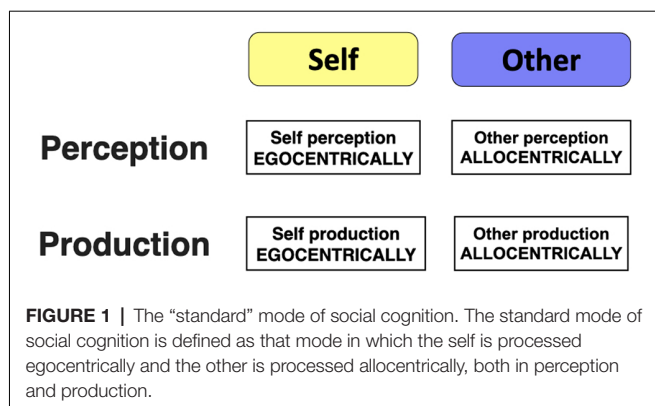 Self Other
Perception
Self perception
EGOCENTRICALLY
Other perception
ALLOCENTRICALLY
Production
Self production
EGOCENTRICALLY
Other production
ALLOCENTRICALLY
FIGURE 1 | The “standard” mode of social cognition. The standard mode of
social cognition is defined as that mode in which the self is processed
egocentrically and the other is processed allocentrically, both in perception
and production.